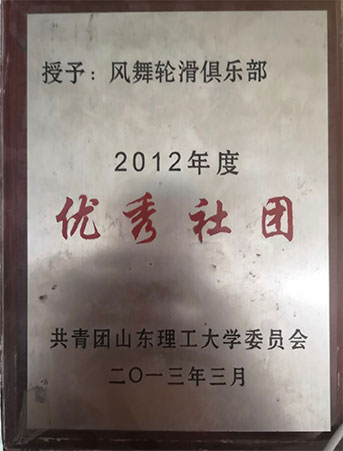 授予：风舞轮滑俱乐部
2012年度
优秀社团
共青团山东理工大学委员会
二〇一三年三月